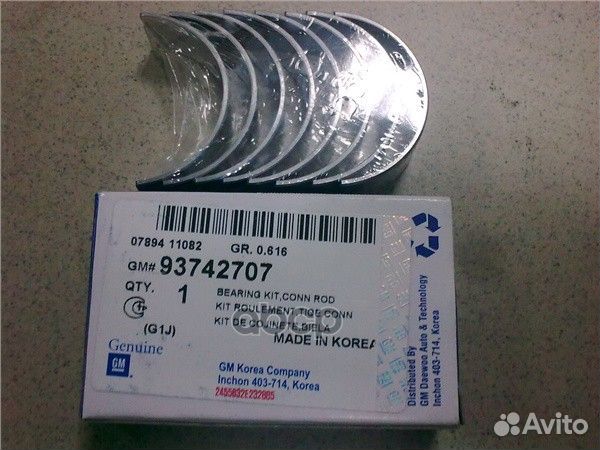 07894 11082
GR. 0.616
GM# 93742707
QTY. 1
BEARING KIT,CONN ROD
KIT ROULEMENT TIGE,CONN
KIT DE COJINETE,BIELA
(G1J)
MADE IN KOREA
Genuine
GM
GM Korea Company
Inchon 403-714, Korea
2455632E232885
Distributed By
GM Daewoo Auto & Technology
Inchon 403-714, Korea
Avito